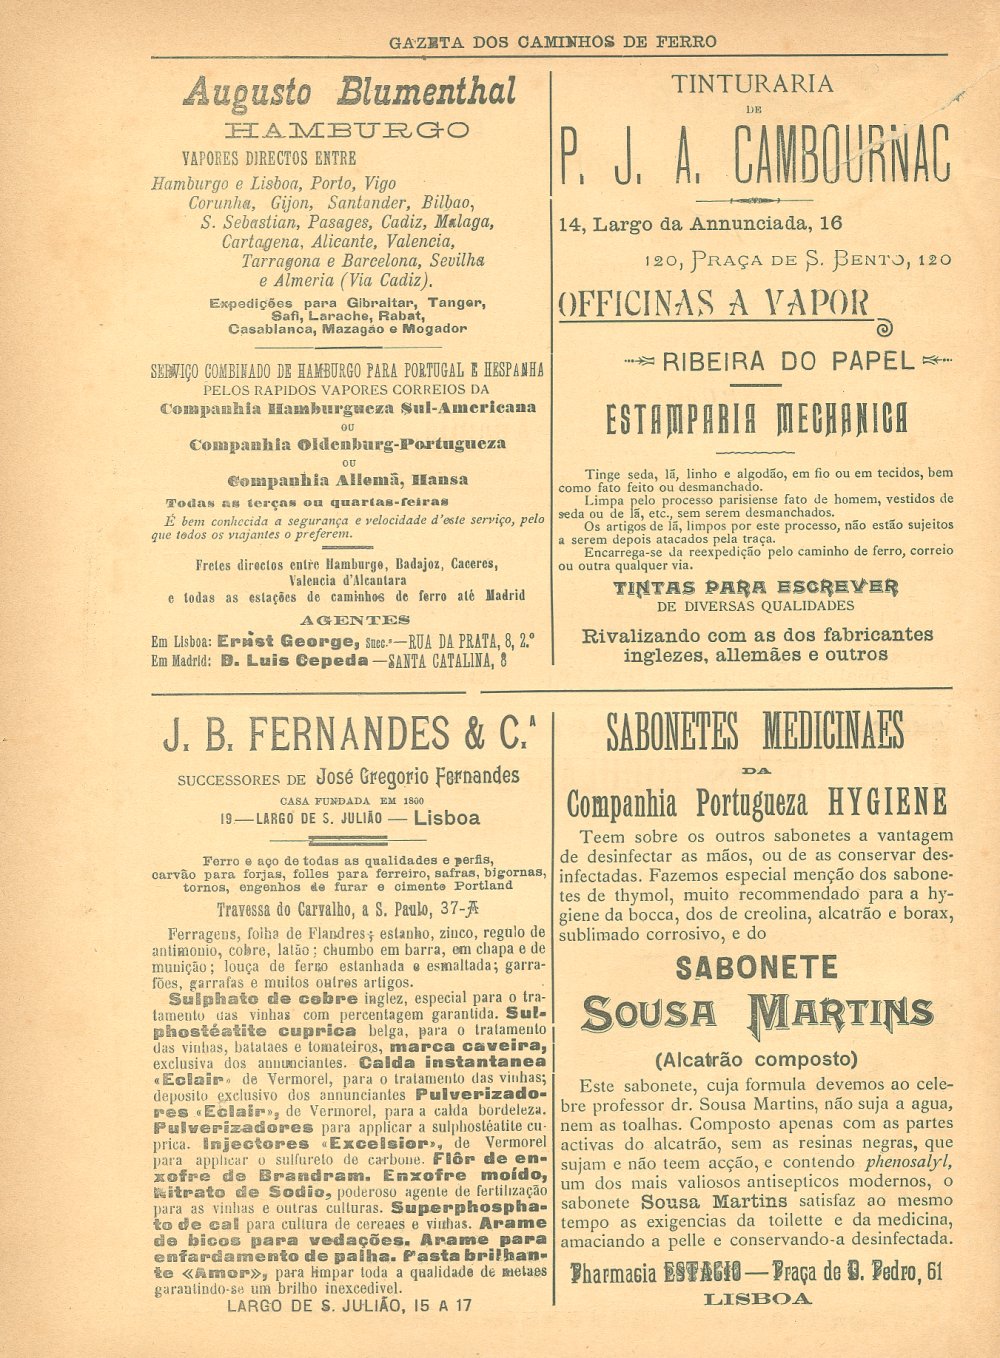 GAZETA DOS CAMINHOS DE FERRO
Augusto Blumenthal
HAMBURGO
VAPORES DIRECTOS ENTRE
Hamburgo e Lisboa, Porto, Vigo
Corunha, Gijon, Santander, Bilbao,
S. Sebastian, Pasages, Cadiz, Malaga,
Cartagena, Alicante, Valencia,
Tarragona e Barcelona, Sevilha
e Almeria (Via Cadiz).
Expedições para Gibraltar, Tanger,
Safi, Larache, Rabat,
Casablanca, Mazagão e Mogador
SERVIÇO COMBINADO DE HAMBURGO PARA PORTUGAL E HESPANHA
PELOS RAPIDOS VAPORES CORREIOS DA
Companhia Hamburgueza Sul-Americana
OU
Companhia Oldenburg-Portugueza
OU
Companhia Allemã, Hansa
Todas as terças ou quartas-feiras
É bem conhecida a segurança e velocidade d'este serviço, pelo
que todos os viajantes o preferem.
Fretes directos entre Hamburgo, Badajoz, Caceres,
Valencia d'Alcantara
e todas as estações de caminhos de ferro até Madrid
AGENTES
Em Lisboa: Ernst George, Succ.ˢ—RUA DA PRATA, 8, 2.º
Em Madrid: D. Luis Cepeda—SANTA CATALINA, 8
TINTURARIA
DE
P. J. A. CAMBOURNAC
14, Largo da Annunciada, 16
120, PRAÇA DE S. BENTO, 120
OFFICINAS A VAPOR
RIBEIRA DO PAPEL
ESTAMPARIA MECHANICA
Tinge seda, lã, linho e algodão, em fio ou em tecidos, bem
como fato feito ou desmanchado.
Limpa pelo processo parisiense fato de homem, vestidos de
seda ou de lã, etc., sem serem desmanchados.
Os artigos de lã, limpos por este processo, não estão sujeitos
a serem depois atacados pela traça.
Encarrega-se da reexpedição pelo caminho de ferro, correio
ou outra qualquer via.
TINTAS PARA ESCREVER
DE DIVERSAS QUALIDADES
Rivalizando com as dos fabricantes
inglezes, allemães e outros
J. B. FERNANDES & C.ᴬ
SUCCESSORES DE José Gregorio Fernandes
CASA FUNDADA EM 1800
19—LARGO DE S. JULIÃO — Lisboa
Ferro e aço de todas as qualidades e perfis,
carvão para forjas, folles para ferreiro, safras, bigornas,
tornos, engenhos de furar e cimento Portland
Travessa do Carvalho, a S. Paulo, 37-A
Ferragens, folha de Flandres; estanho, zinco, regulo de
antimonio, cobre, latão; chumbo em barra, em chapa e de
munição; louça de ferro estanhada e esmaltada; garra-
fões, garrafas e muitos outros artigos.
Sulphato de cobre inglez, especial para o tra-
tamento das vinhas com percentagem garantida. Sul-
phostéatite cuprica belga, para o tratamento
das vinhas, batataes e tomateiros, marca caveira,
exclusiva dos annunciantes. Calda instantanea
«Eclair» de Vermorel, para o tratamento das vinhas;
deposito exclusivo dos annunciantes Pulverizado-
res «Eclair», de Vermorel, para a calda bordeleza.
Pulverizadores para applicar a sulphostéatite cu-
prica. Injectores «Excelsior», de Vermorel
para applicar o sulfureto de carbone. Flôr de en-
xofre de Brandram. Enxofre moído,
Nitrato de Sodio, poderoso agente de fertilização
para as vinhas e outras culturas. Superphospha-
to de cal para cultura de cereaes e vinhas. Arame
de bicos para vedações. Arame para
enfardamento de palha. Pasta brilhan-
te «Amor», para limpar toda a qualidade de metaes
garantindo-se um brilho inexcedivel.
LARGO DE S. JULIÃO, 15 A 17
SABONETES MEDICINAES
DA
Companhia Portugueza HYGIENE
Teem sobre os outros sabonetes a vantagem
de desinfectar as mãos, ou de as conservar des-
infectadas. Fazemos especial menção dos sabone-
tes de thymol, muito recommendado para a hy-
giene da bocca, dos de creolina, alcatrão e borax,
sublimado corrosivo, e do
SABONETE
SOUSA MARTINS
(Alcatrão composto)
Este sabonete, cuja formula devemos ao cele-
bre professor dr. Sousa Martins, não suja a agua,
nem as toalhas. Composto apenas com as partes
activas do alcatrão, sem as resinas negras, que
sujam e não teem acção, e contendo phenosalyl,
um dos mais valiosos antisepticos modernos, o
sabonete Sousa Martins satisfaz ao mesmo
tempo as exigencias da toilette e da medicina,
amaciando a pelle e conservando-a desinfectada.
Pharmacia ESTACIO—Praça de D. Pedro, 61
LISBOA